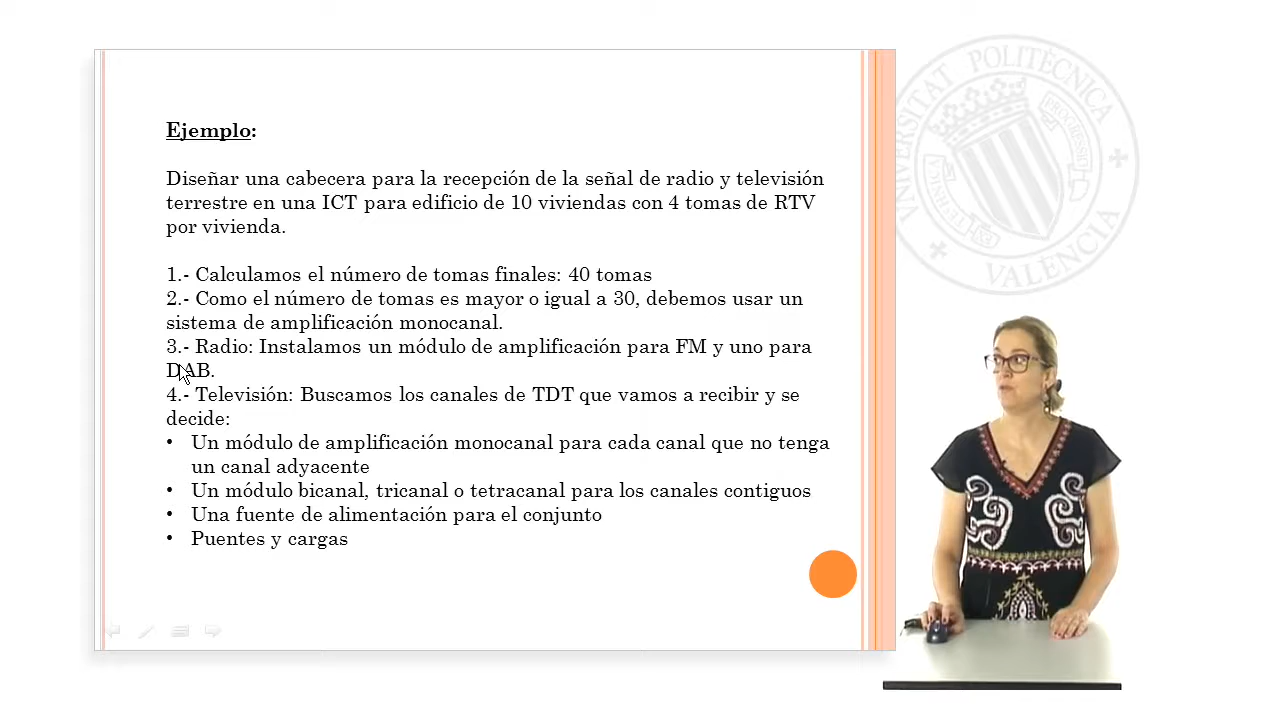 Ejemplo:
Diseñar una cabecera para la recepción de la señal de radio y televisión
terrestre en una ICT para edificio de 10 viviendas con 4 tomas de RTV
por vivienda.
1.- Calculamos el número de tomas finales: 40 tomas
2.- Como el número de tomas es mayor o igual a 30, debemos usar un
sistema de amplificación monocanal.
3.- Radio: Instalamos un módulo de amplificación para FM y uno para
DAB.
4.- Televisión: Buscamos los canales de TDT que vamos a recibir y se
decide:
• Un módulo de amplificación monocanal para cada canal que no tenga
un canal adyacente
• Un módulo bicanal, tricanal o tetracanal para los canales contiguos
• Una fuente de alimentación para el conjunto
• Puentes y cargas
UNIVERSITAT POLITÈCNICA
VALÈNCIA